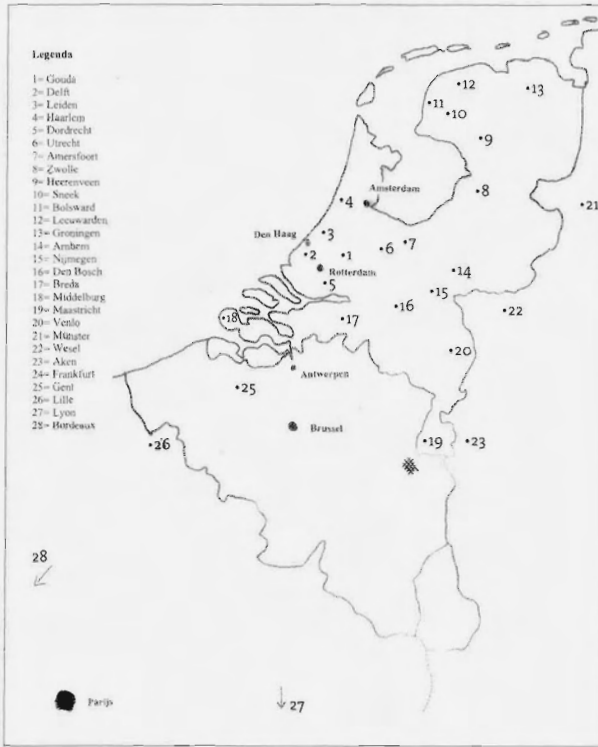 Legenda
1= Gouda
2= Delft
3= Leiden
4= Haarlem
5= Dordrecht
6= Utrecht
7= Amersfoort
8= Zwolle
9= Heerenveen
10= Sneek
11= Bolsward
12= Leeuwarden
13= Groningen
14= Arnhem
15= Nijmegen
16= Den Bosch
17= Breda
18= Middelburg
19= Maastricht
20= Venlo
21= Münster
22= Wesel
23= Aken
24= Frankfurt
25= Gent
26= Lille
27= Lyon
28= Bordeaux
12
13
11
10
9
8
Amsterdam
4
21
3
Den Haag
2
1
6
7
Rotterdam
14
5
15
16
22
18
17
20
Antwerpen
25
Brussel
19
23
26
28
Parijs
27